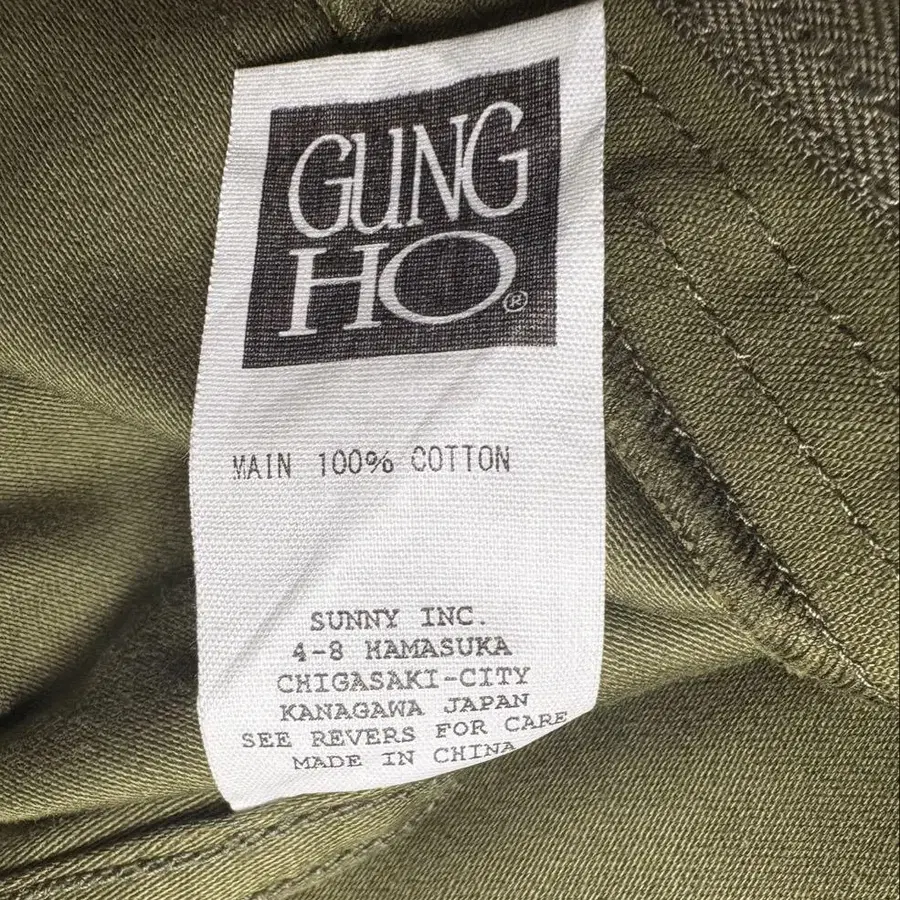 GUNG
HO®
MAIN 100% COTTON
SUNNY INC.
4-8 HAMASUKA
CHIGASAKI-CITY
KANAGAWA JAPAN
SEE REVERS FOR CARE
MADE IN CHINA